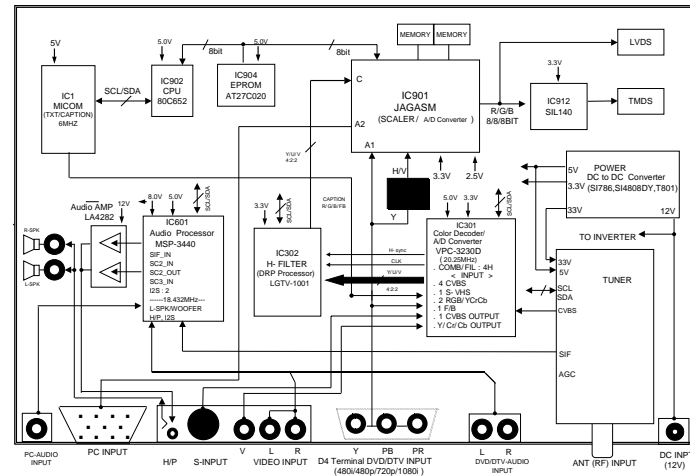 MEMORY MEMORY
5V
5.0V
8bit
5.0V
8bit
LVDS
IC1
MICOM
(TXT/CAPTION)
6MHZ
SCL/SDA
IC902
CPU
80C652
IC904
EPROM
AT27C020
C
IC901
JAGASM
(SCALER / A/D Converter )
A2
A1
R/G/B
8/8/8BIT
3.3V
IC912
SIL140
TMDS
Y/U/V
4:2:2
H/V
3.3V
2.5V
Y
POWER
DC to DC Converter
(SI786,SI4808DY,T801)
5V
3.3V
33V
12V
TO INVERTER
Audio AMP
LA4282
12V
8.0V
5.0V
SCL/SDA
IC601
Audio Processor
MSP-3440
SIF_IN
SC2_IN
SC2_OUT
SC3_IN
I2S : 2
------18.432MHz----
L-SPK/WOOFER
H/P, I2S
R-SPK
L-SPK
3.3V
SCL/SDA
CAPTION
R/G/B/FB
IC302
H- FILTER
(DRP Processor)
LGTV-1001
H- sync
CLK
Y/U/V
4:2:2
5.0V
3.3V
SCL/SDA
IC301
Color Decoder/
A/D Converter
VPC-3230D
( 20.25MHz)
. COMB/FIL : 4H
< INPUT >
. 4 CVBS
. 1 S- VHS
. 2 RGB/YCrCb
. 1 F/B
. 1 CVBS OUTPUT
. Y/ Cr/ Cb OUTPUT
TUNER
33V
5V
SCL
SDA
CVBS
SIF
AGC
PC-AUDIO
INPUT
PC INPUT
H/P
S-INPUT
V L R
VIDEO INPUT
Y PB PR
D4 Terminal DVD/DTV INPUT
(480i/480p/720p/1080i )
L R
DVD/DTV-AUDIO
INPUT
ANT (RF) INPUT
DC INPUT
(12V)